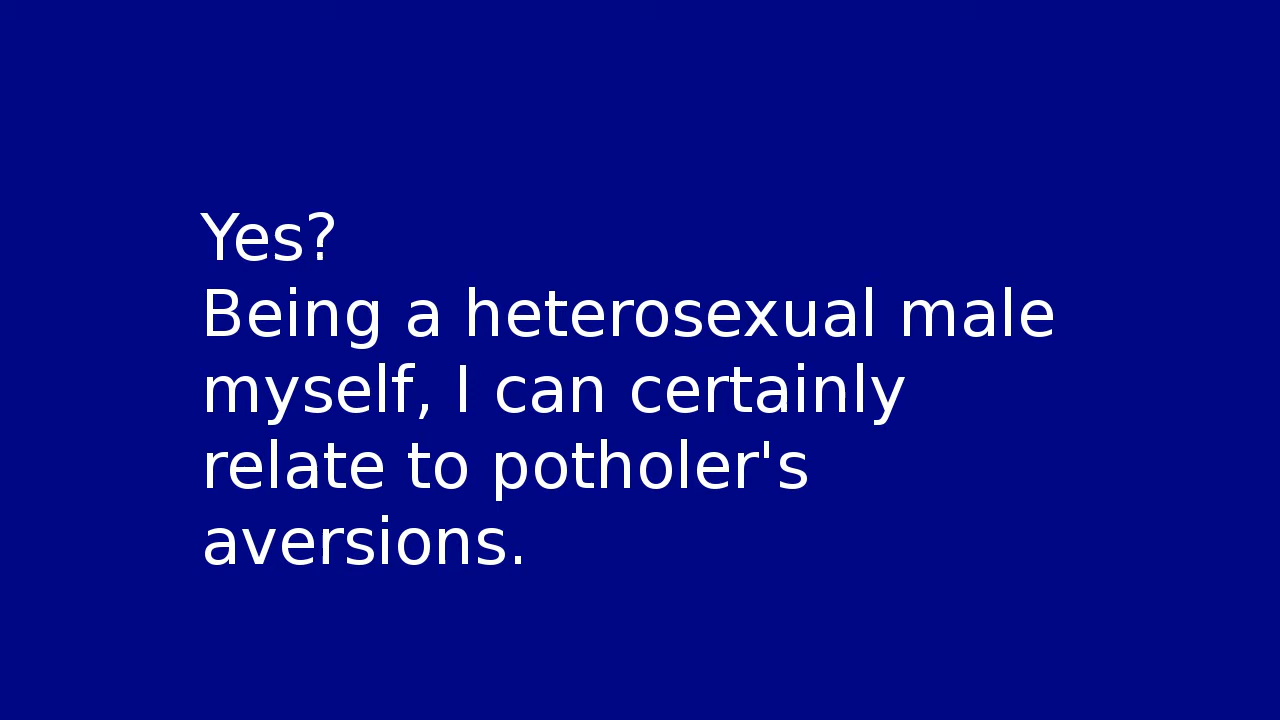 Yes?
Being a heterosexual male
myself, I can certainly
relate to potholer's
aversions.